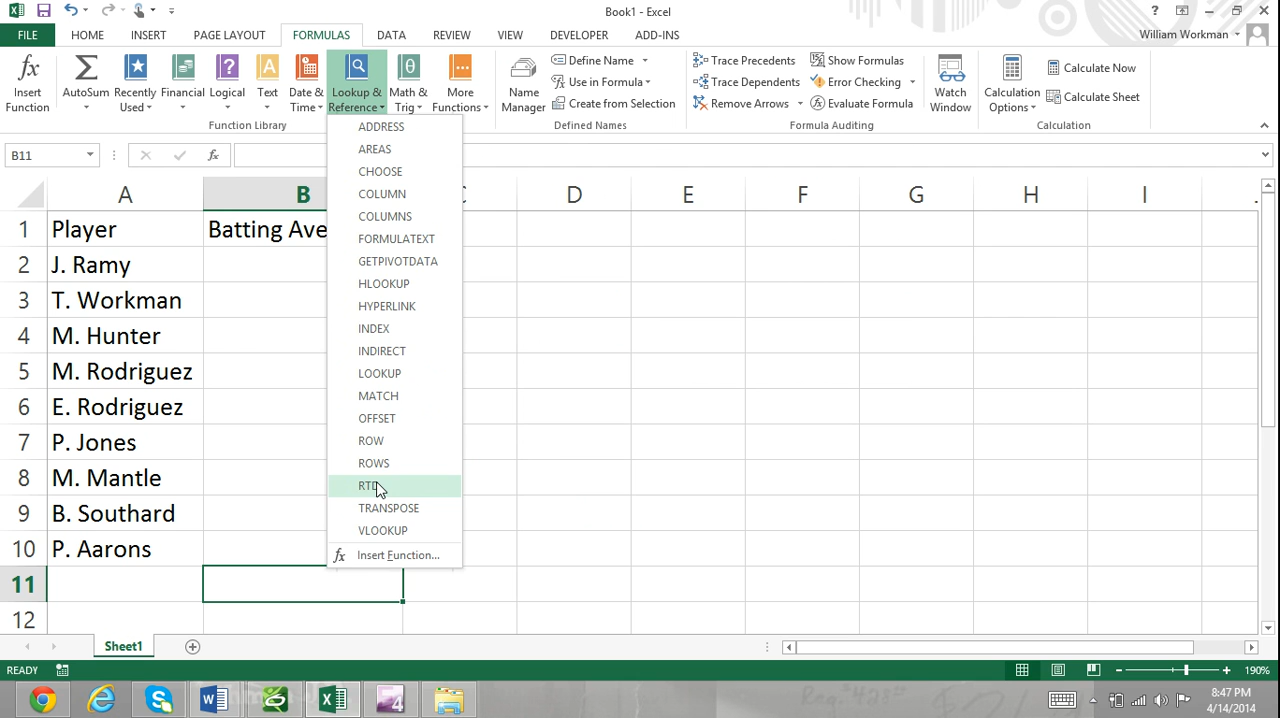 Book1 - Excel
FILE HOME INSERT PAGE LAYOUT FORMULAS DATA REVIEW VIEW DEVELOPER ADD-INS William Workman
fx Insert Function
Σ AutoSum
Recently Used
Financial
Logical
Text
Date & Time
Lookup & Reference
Math & Trig
More Functions
Function Library
Name Manager
Define Name
Use in Formula
Create from Selection
Defined Names
Trace Precedents
Trace Dependents
Remove Arrows
Show Formulas
Error Checking
Evaluate Formula
Formula Auditing
Watch Window
Calculation Options
Calculate Now
Calculate Sheet
Calculation
B11 fx
ADDRESS
AREAS
CHOOSE
COLUMN
COLUMNS
FORMULATEXT
GETPIVOTDATA
HLOOKUP
HYPERLINK
INDEX
INDIRECT
LOOKUP
MATCH
OFFSET
ROW
ROWS
RTD
TRANSPOSE
VLOOKUP
fx Insert Function...
A B C D E F G H I
1 Player Batting Ave
2 J. Ramy
3 T. Workman
4 M. Hunter
5 M. Rodriguez
6 E. Rodriguez
7 P. Jones
8 M. Mantle
9 B. Southard
10 P. Aarons
11
12
Sheet1
READY 190%
8:47 PM
4/14/2014